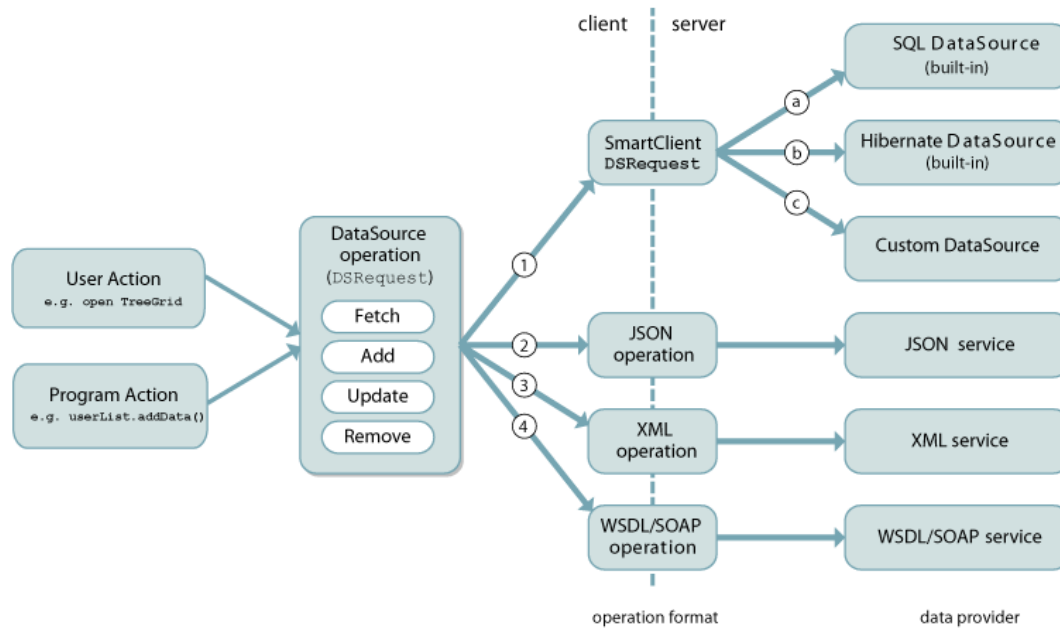 client
server
SQL DataSource
(built-in)
a
SmartClient
DSRequest
b
Hibernate DataSource
(built-in)
c
Custom DataSource
User Action
e.g. open TreeGrid
Program Action
e.g. userList.addData()
DataSource
operation
(DSRequest)
Fetch
Add
Update
Remove
1
2
JSON
operation
JSON service
3
XML
operation
XML service
4
WSDL/SOAP
operation
WSDL/SOAP service
operation format
data provider